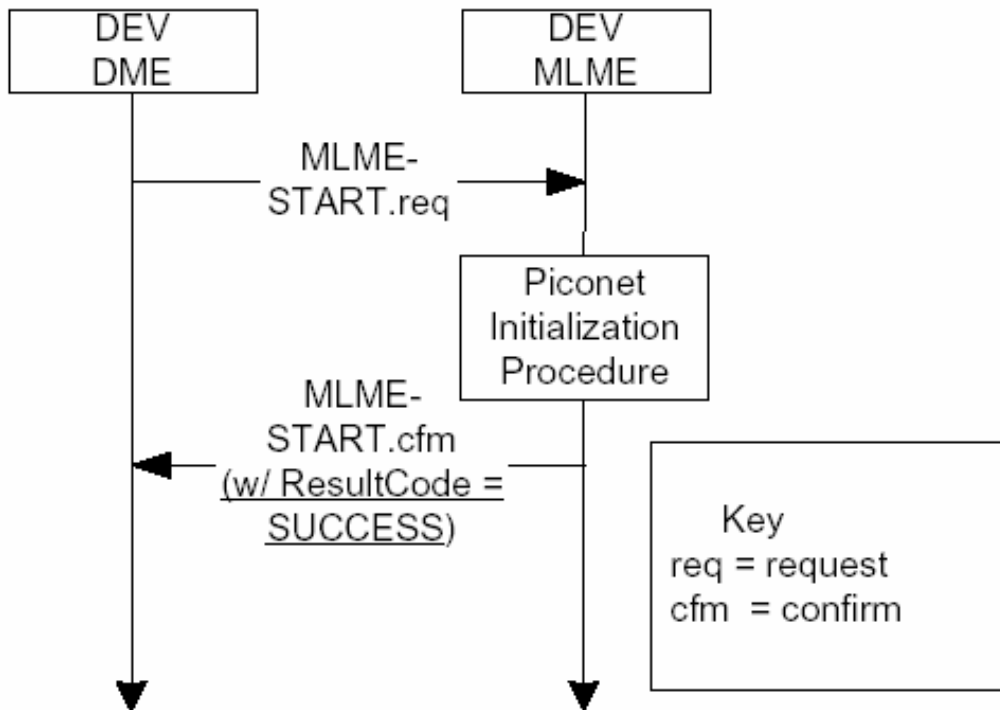 DEV
DME
DEV
MLME
MLME-
START.req
Piconet
Initialization
Procedure
MLME-
START.cfm
(w/ ResultCode =
SUCCESS)
Key
req = request
cfm = confirm